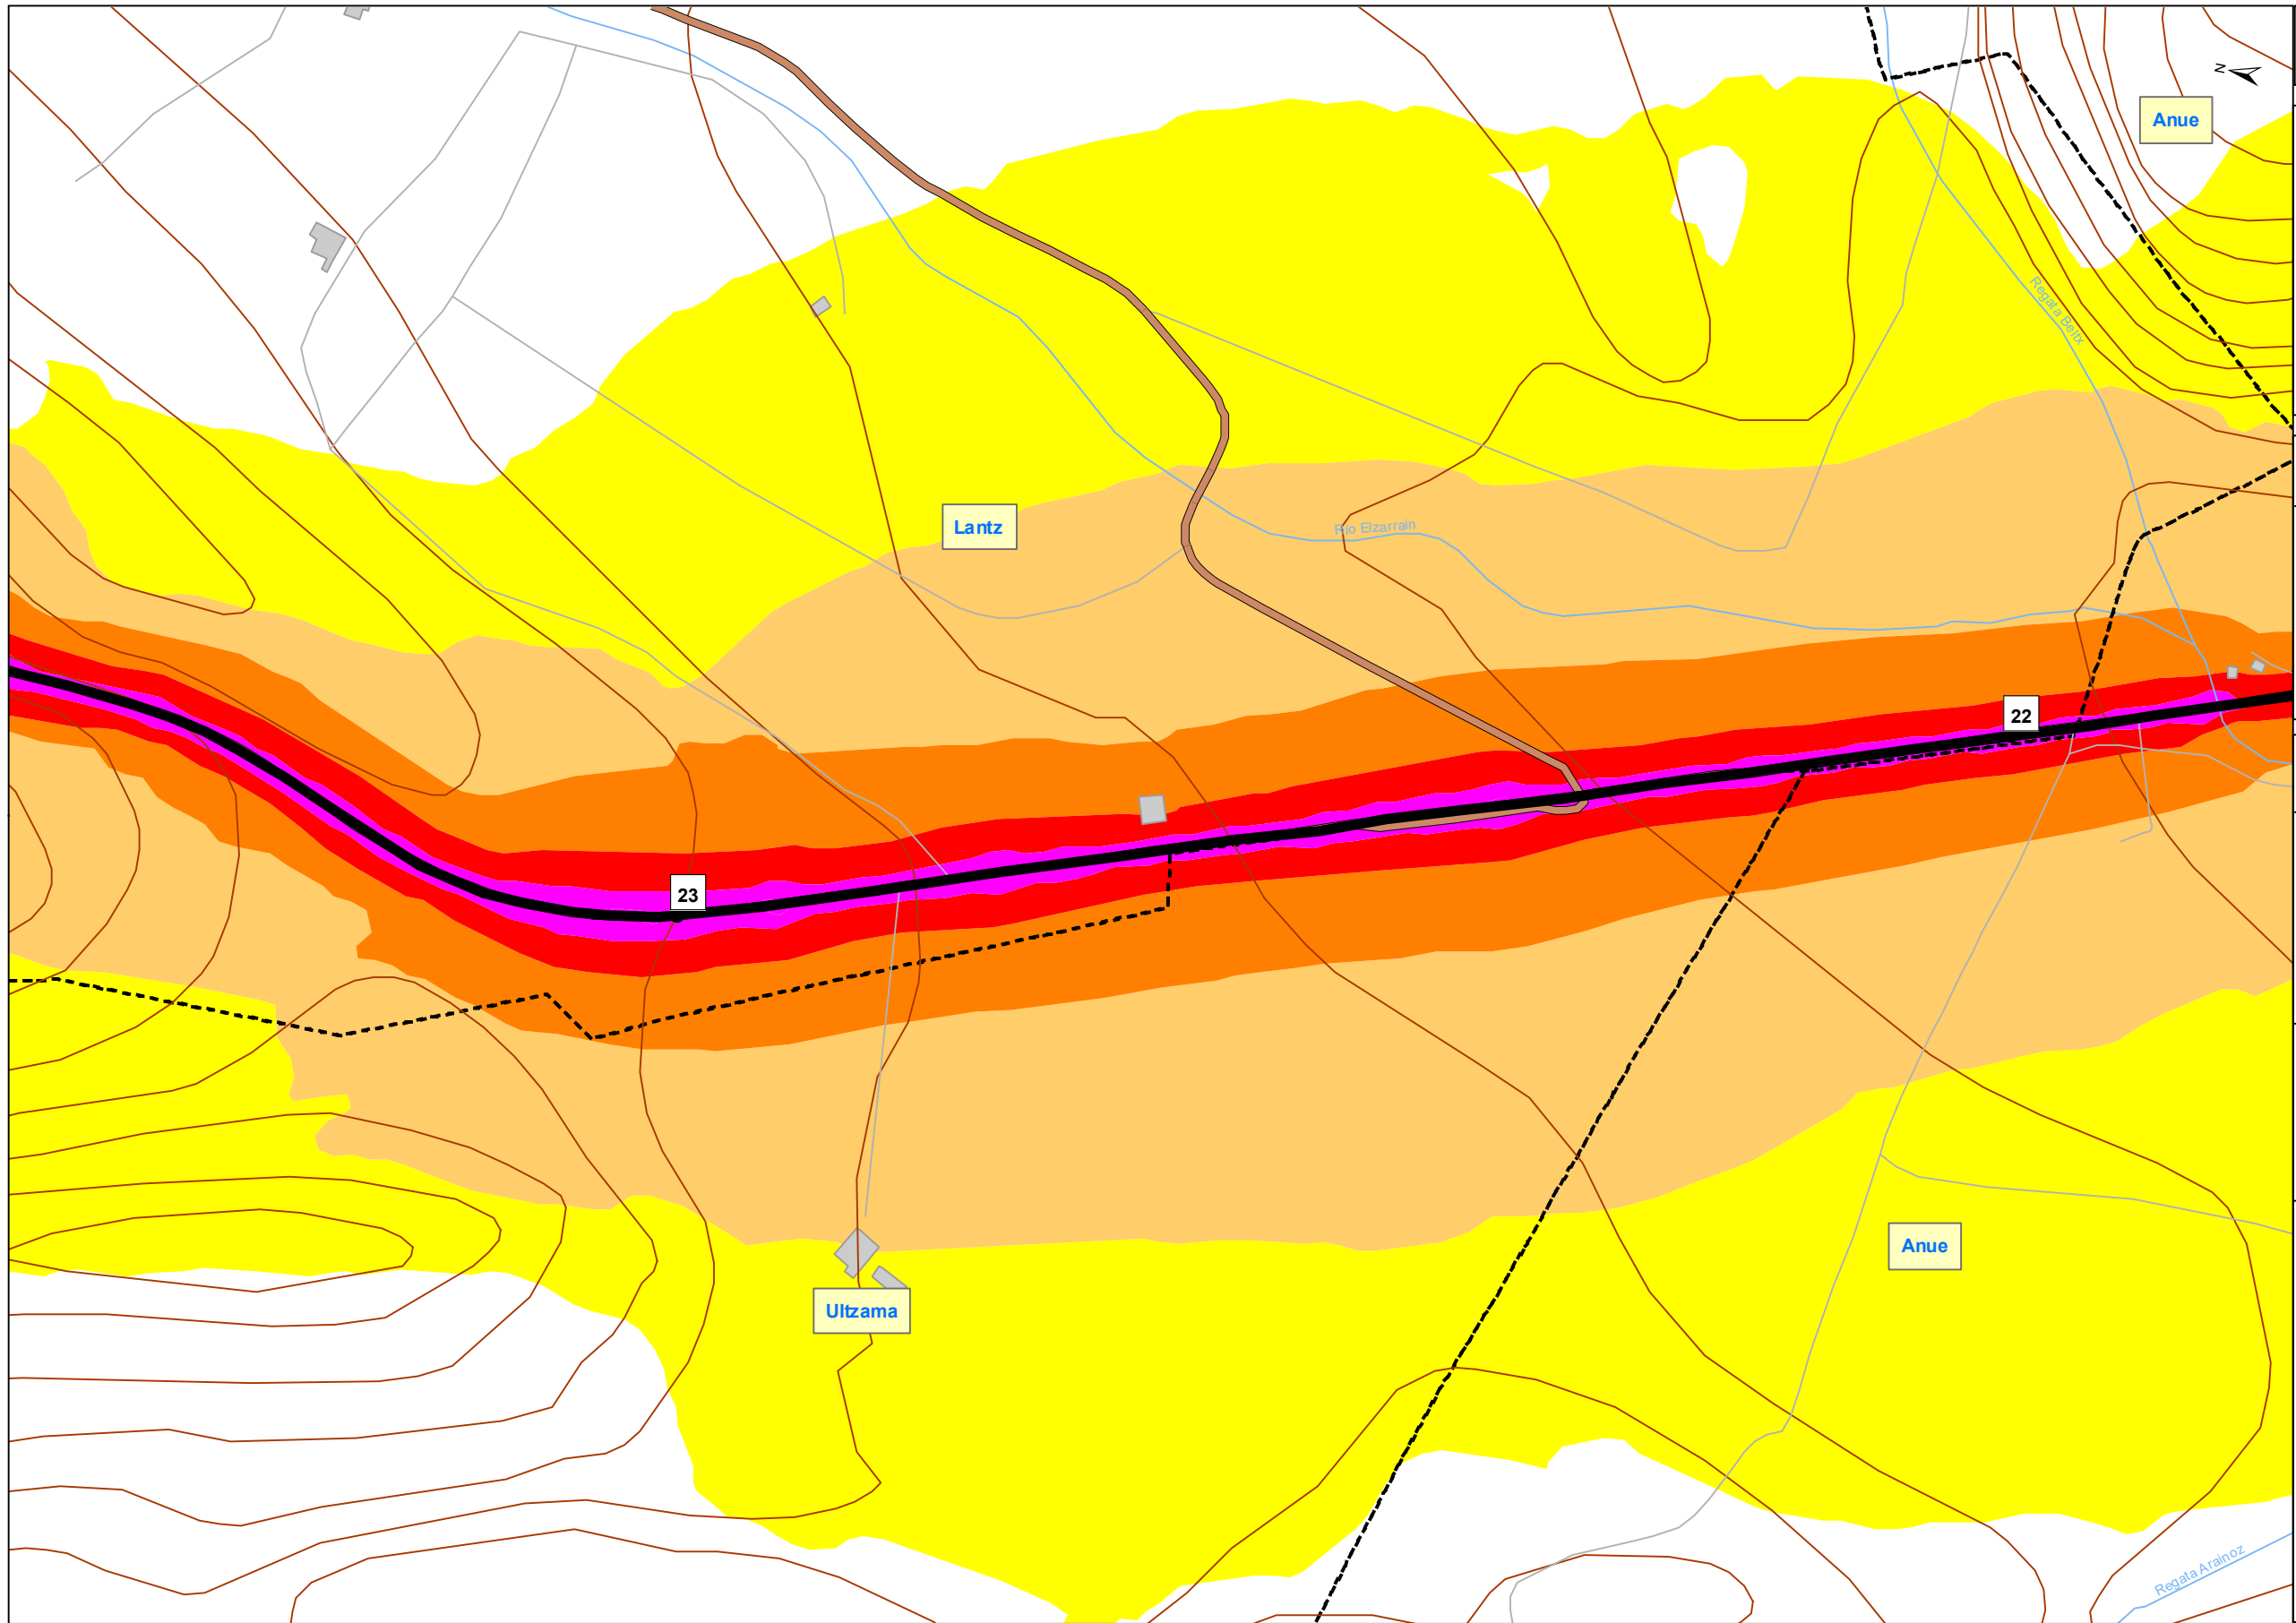 N
Anue
Regata Beltx
Lantz
Río Elzarrain
22
23
Anue
Ultzama
Regata Arainoz